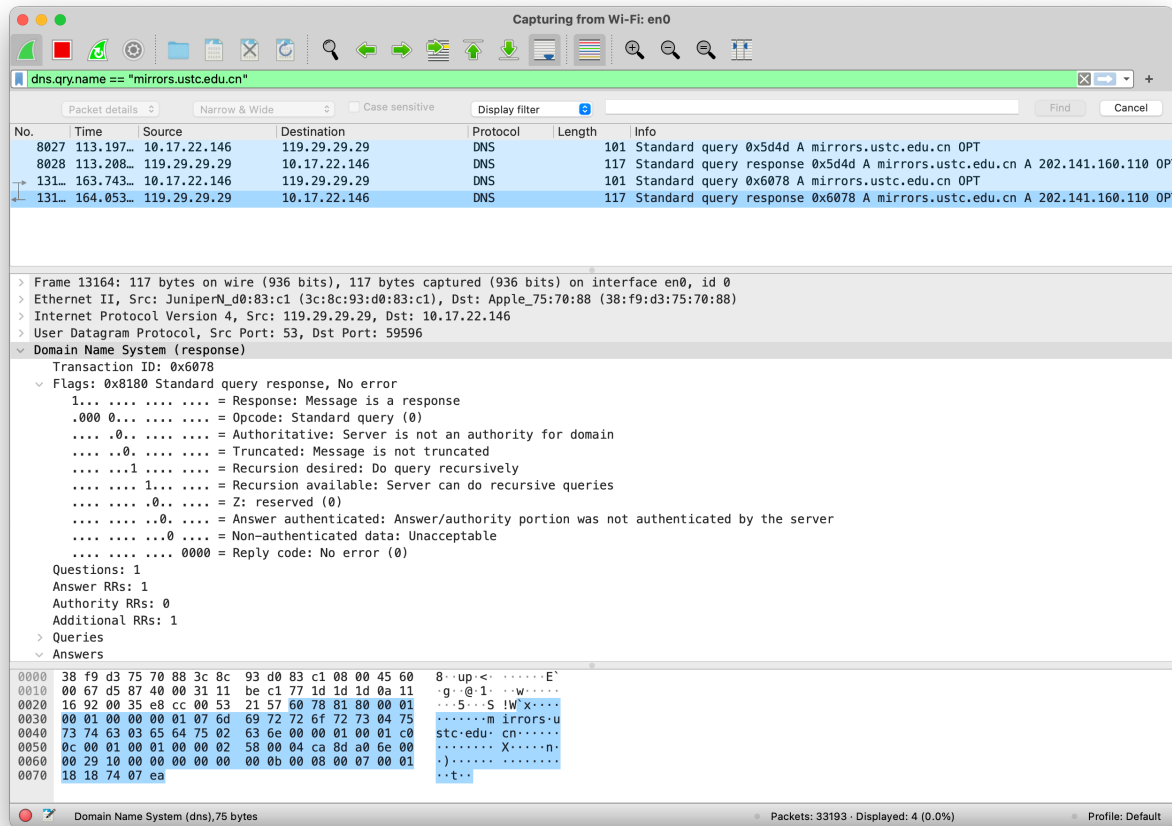 Capturing from Wi-Fi: en0
dns.qry.name == "mirrors.ustc.edu.cn"
Packet details Narrow & Wide Case sensitive Display filter Find Cancel
No. Time Source Destination Protocol Length Info
8027 113.197… 10.17.22.146 119.29.29.29 DNS 101 Standard query 0x5d4d A mirrors.ustc.edu.cn OPT
8028 113.208… 119.29.29.29 10.17.22.146 DNS 117 Standard query response 0x5d4d A mirrors.ustc.edu.cn A 202.141.160.110 OPT
131… 163.743… 10.17.22.146 119.29.29.29 DNS 101 Standard query 0x6078 A mirrors.ustc.edu.cn OPT
131… 164.053… 119.29.29.29 10.17.22.146 DNS 117 Standard query response 0x6078 A mirrors.ustc.edu.cn A 202.141.160.110 OP
Frame 13164: 117 bytes on wire (936 bits), 117 bytes captured (936 bits) on interface en0, id 0
Ethernet II, Src: JuniperN_d0:83:c1 (3c:8c:93:d0:83:c1), Dst: Apple_75:70:88 (38:f9:d3:75:70:88)
Internet Protocol Version 4, Src: 119.29.29.29, Dst: 10.17.22.146
User Datagram Protocol, Src Port: 53, Dst Port: 59596
Domain Name System (response)
Transaction ID: 0x6078
Flags: 0x8180 Standard query response, No error
1... .... .... .... = Response: Message is a response
.000 0... .... .... = Opcode: Standard query (0)
.... .0.. .... .... = Authoritative: Server is not an authority for domain
.... ..0. .... .... = Truncated: Message is not truncated
.... ...1 .... .... = Recursion desired: Do query recursively
.... .... 1... .... = Recursion available: Server can do recursive queries
.... .... .0.. .... = Z: reserved (0)
.... .... ..0. .... = Answer authenticated: Answer/authority portion was not authenticated by the server
.... .... ...0 .... = Non-authenticated data: Unacceptable
.... .... .... 0000 = Reply code: No error (0)
Questions: 1
Answer RRs: 1
Authority RRs: 0
Additional RRs: 1
Queries
Answers
0000 38 f9 d3 75 70 88 3c 8c 93 d0 83 c1 08 00 45 60 8··up·<· ······E`
0010 00 67 d5 87 40 00 31 11 be c1 77 1d 1d 1d 0a 11 ·g··@·1· ··w·····
0020 16 92 00 35 e8 cc 00 53 21 57 60 78 81 80 00 01 ···5···S !W`x····
0030 00 01 00 00 00 01 07 6d 69 72 72 6f 72 73 04 75 ·······m irrors·u
0040 73 74 63 03 65 64 75 02 63 6e 00 00 01 00 01 c0 stc·edu· cn······
0050 0c 00 01 00 01 00 00 02 58 00 04 ca 8d a0 6e 00 ········ X·····n·
0060 00 29 10 00 00 00 00 00 00 0b 00 08 00 07 00 01 ·)······ ········
0070 18 18 74 07 ea ··t··
Domain Name System (dns), 75 bytes Packets: 33193 · Displayed: 4 (0.0%) Profile: Default